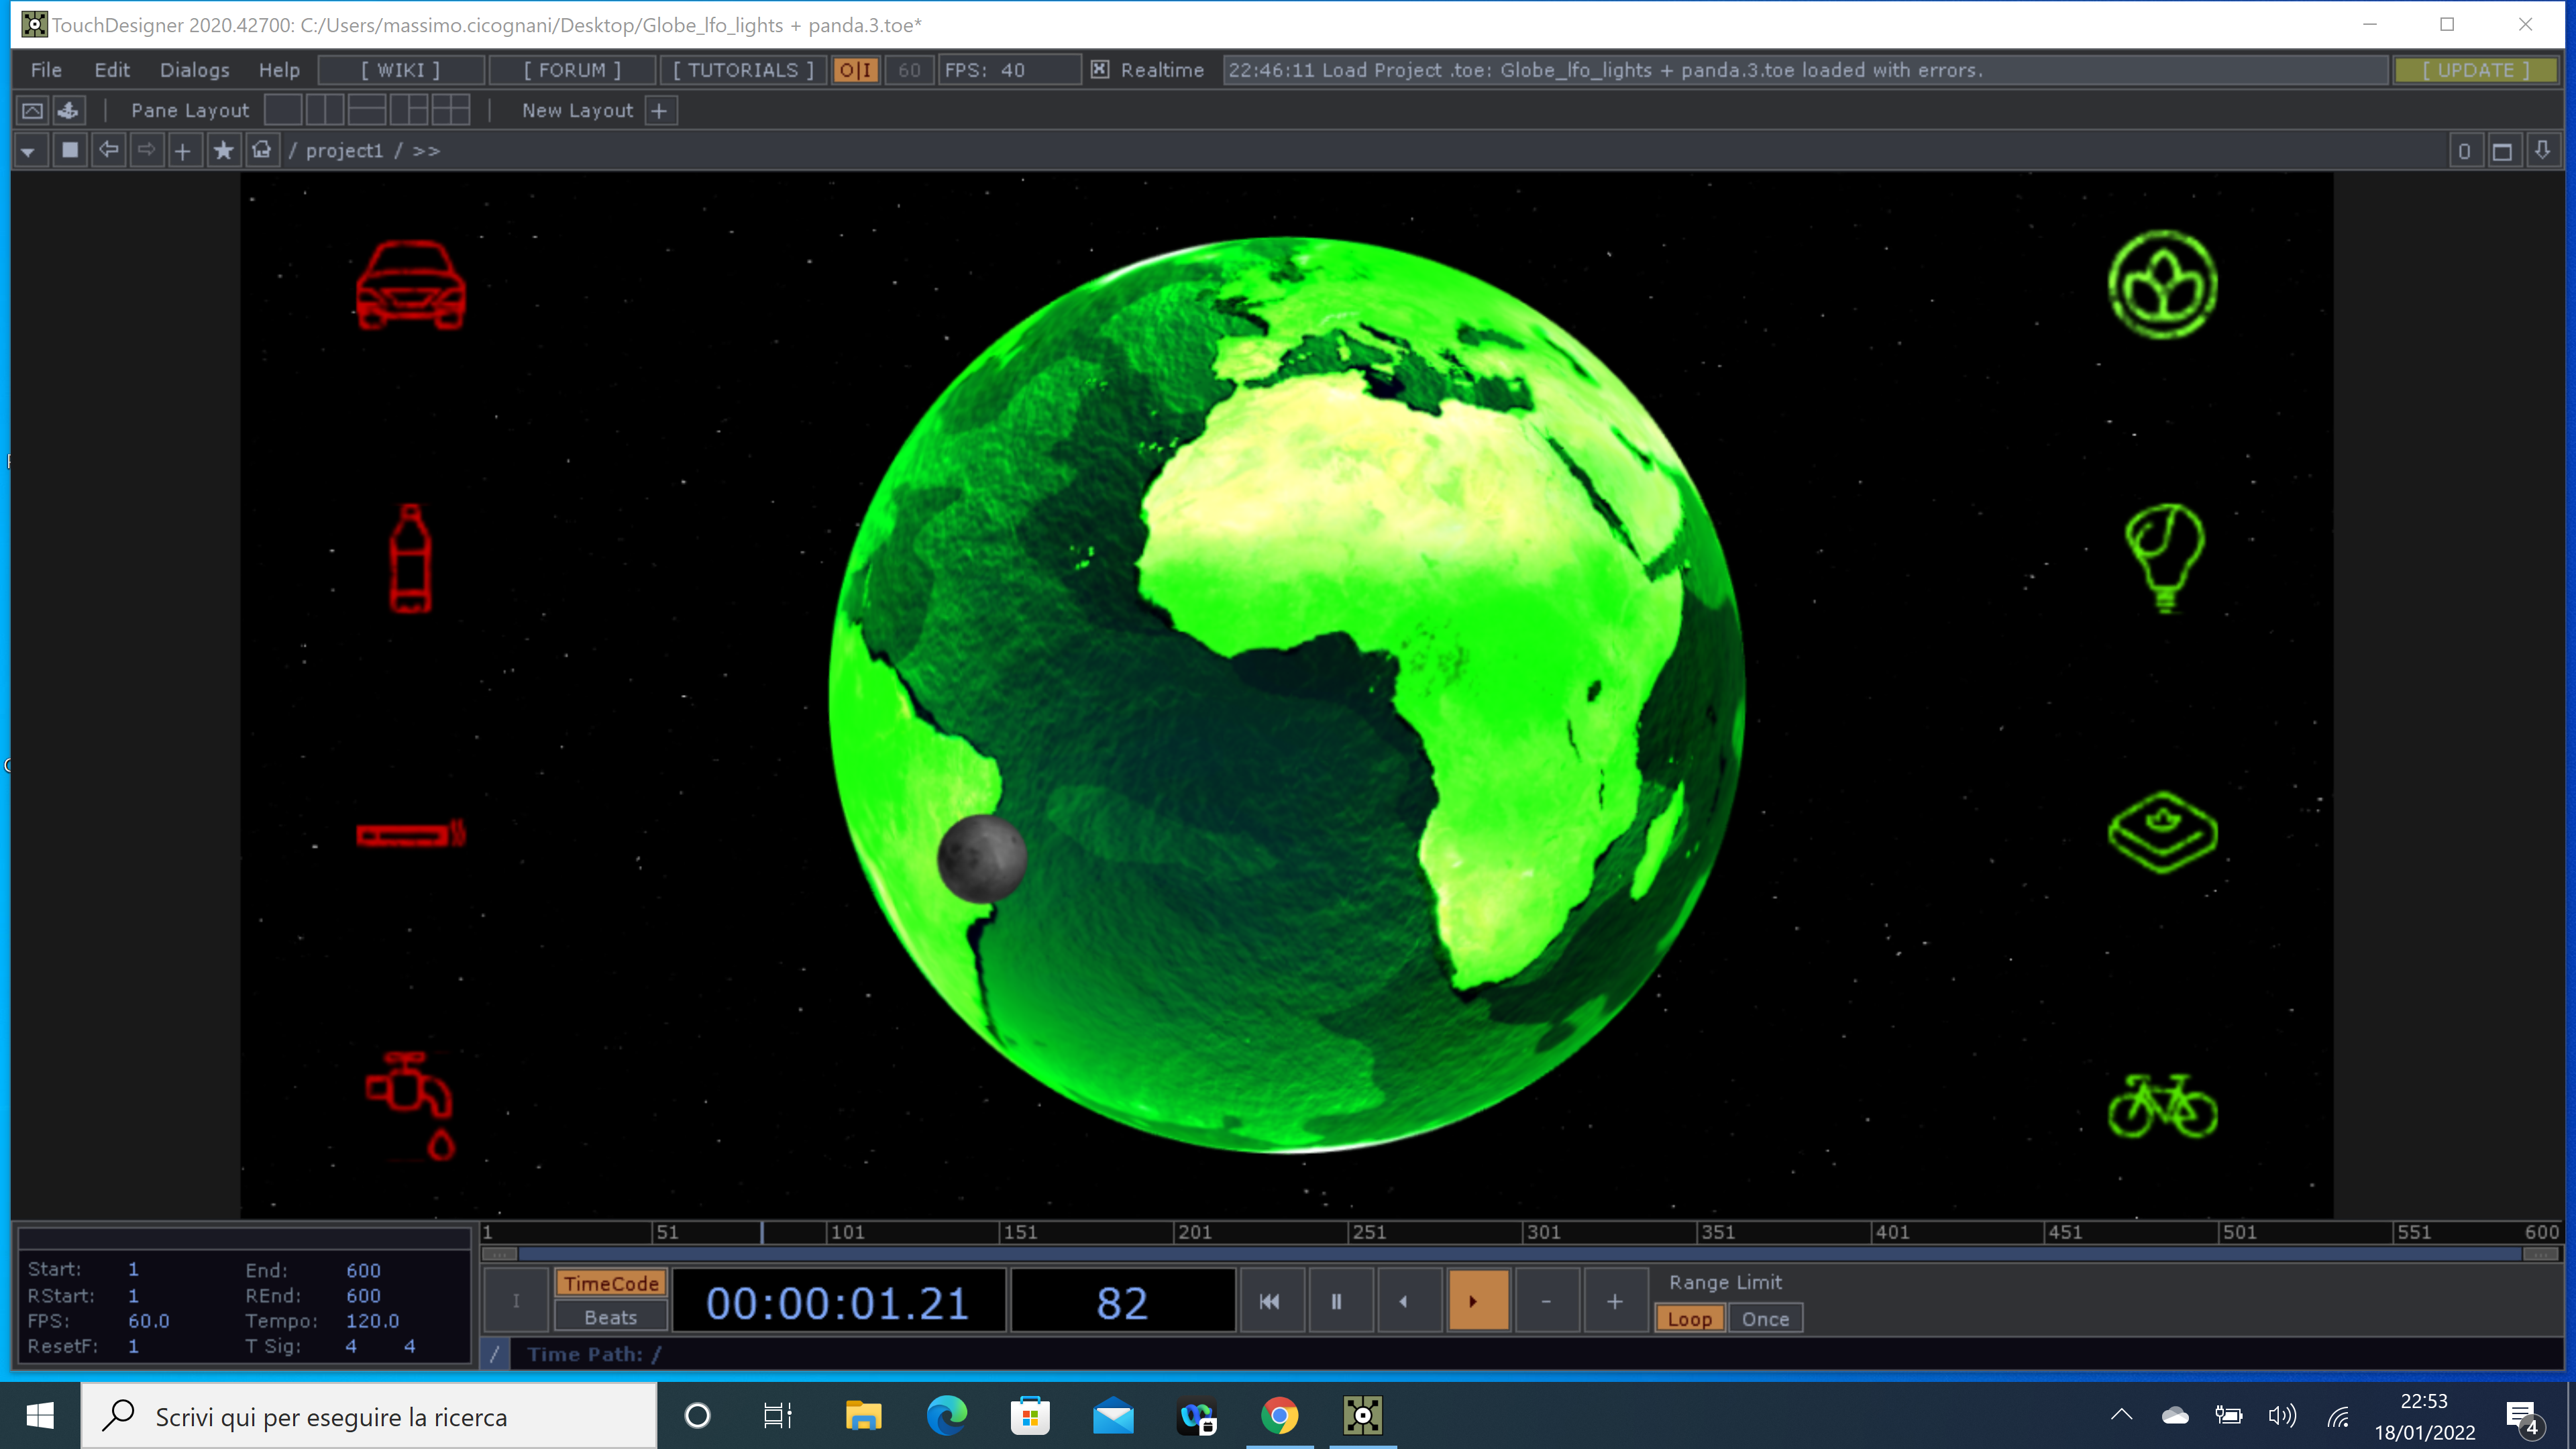 TouchDesigner 2020.42700: C:/Users/massimo.cicognani/Desktop/Globe_lfo_lights + panda.3.toe*
File Edit Dialogs Help [ WIKI ] [ FORUM ] [ TUTORIALS ] O|I 60 FPS: 40 Realtime 22:46:11 Load Project .toe: Globe_lfo_lights + panda.3.toe loaded with errors. [ UPDATE ]
Pane Layout New Layout +
/ project1 / >> 0
1 51 101 151 201 251 301 351 401 451 501 551 600
Start: 1 End: 600
RStart: 1 REnd: 600
FPS: 60.0 Tempo: 120.0
ResetF: 1 T Sig: 4 4
I TimeCode Beats 00:00:01.21 82 - + Range Limit
Loop Once
/ Time Path: /
Scrivi qui per eseguire la ricerca
22:53
18/01/2022
4